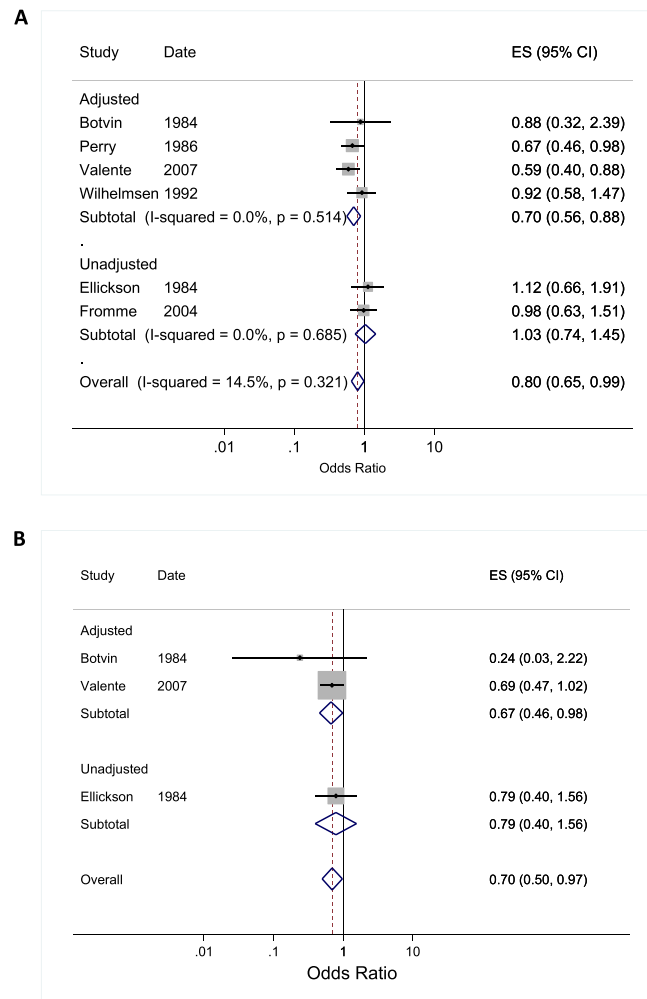 A
Study Date ES (95% CI)
Adjusted
Botvin 1984 0.88 (0.32, 2.39)
Perry 1986 0.67 (0.46, 0.98)
Valente 2007 0.59 (0.40, 0.88)
Wilhelmsen 1992 0.92 (0.58, 1.47)
Subtotal (I-squared = 0.0%, p = 0.514) 0.70 (0.56, 0.88)
.
Unadjusted
Ellickson 1984 1.12 (0.66, 1.91)
Fromme 2004 0.98 (0.63, 1.51)
Subtotal (I-squared = 0.0%, p = 0.685) 1.03 (0.74, 1.45)
.
Overall (I-squared = 14.5%, p = 0.321) 0.80 (0.65, 0.99)
.01 .1 1 10
Odds Ratio
B
Study Date ES (95% CI)
Adjusted
Botvin 1984 0.24 (0.03, 2.22)
Valente 2007 0.69 (0.47, 1.02)
Subtotal 0.67 (0.46, 0.98)
Unadjusted
Ellickson 1984 0.79 (0.40, 1.56)
Subtotal 0.79 (0.40, 1.56)
Overall 0.70 (0.50, 0.97)
.01 .1 1 10
Odds Ratio